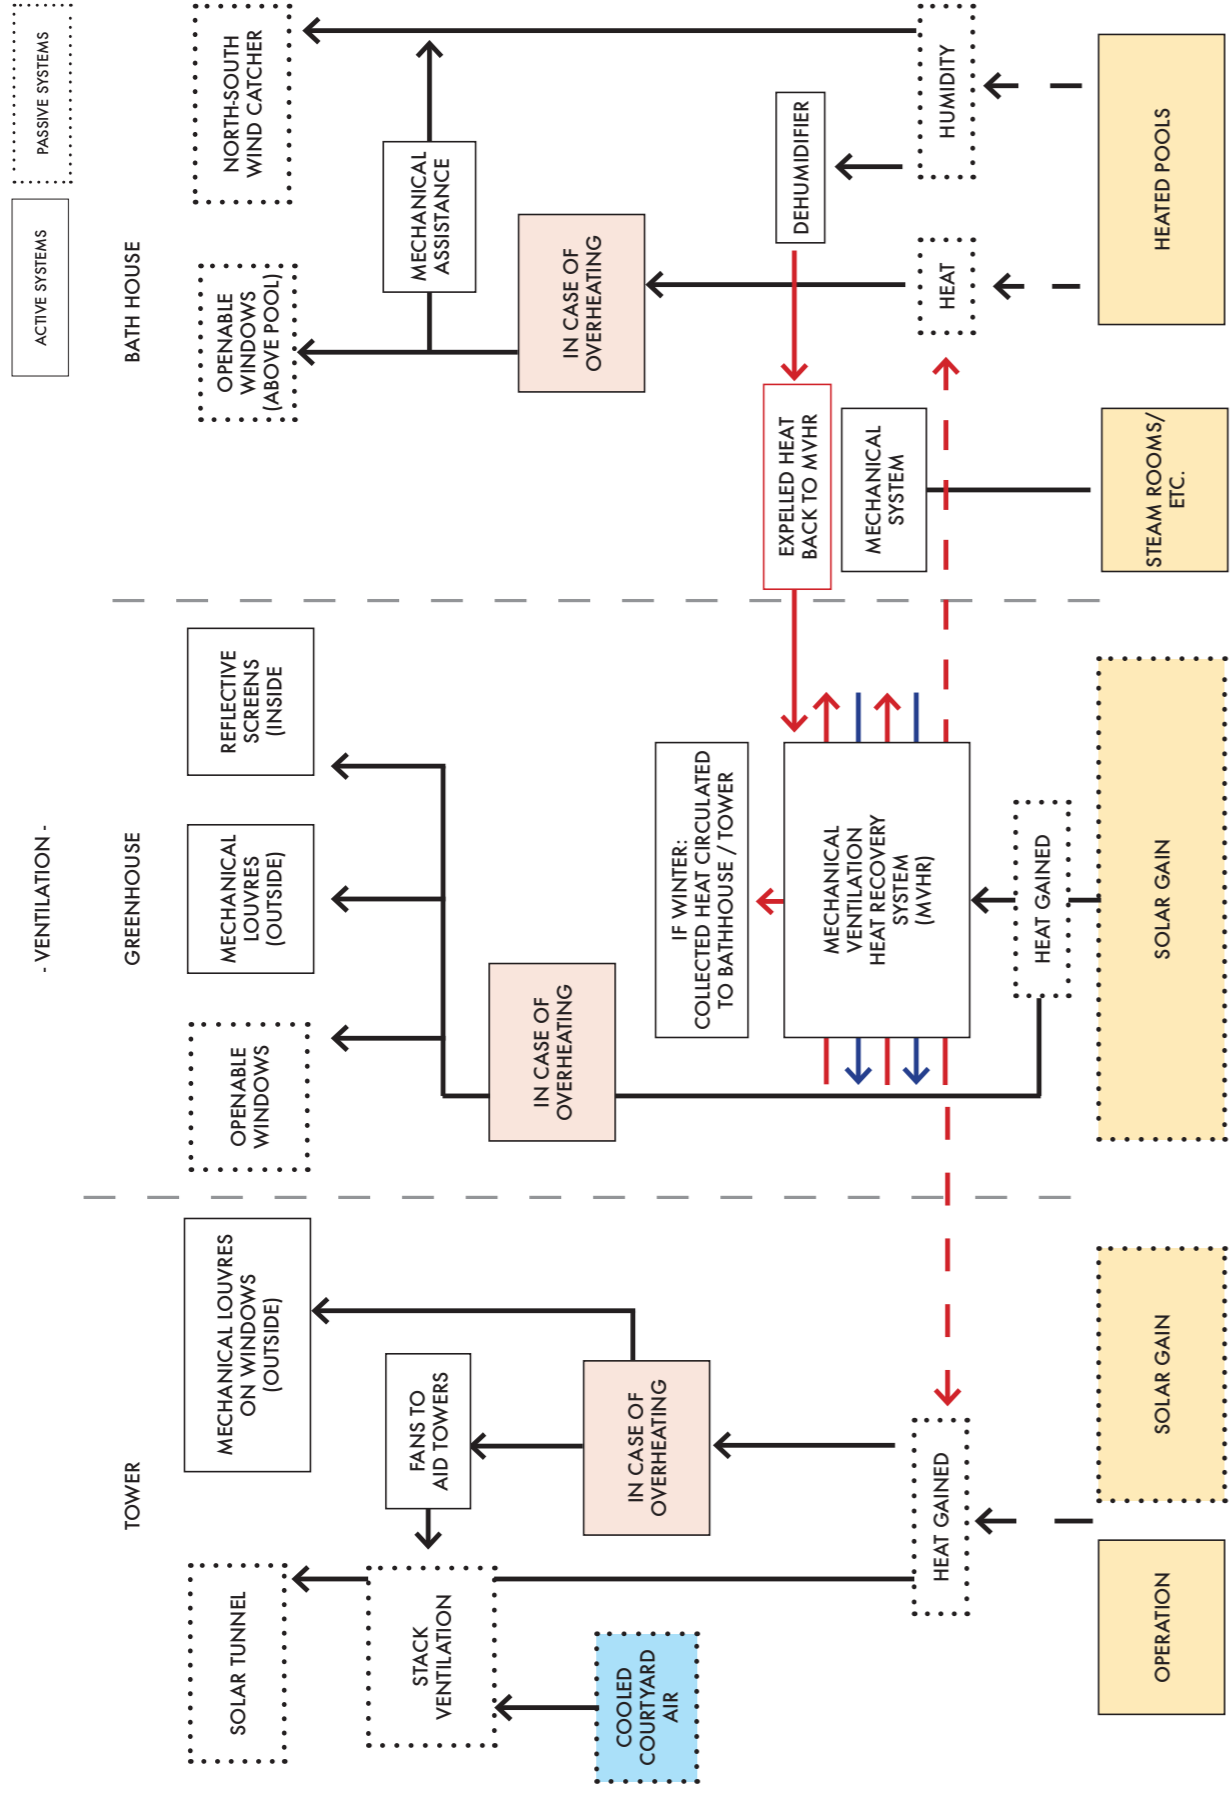 - VENTILATION -
ACTIVE SYSTEMS
PASSIVE SYSTEMS
TOWER
SOLAR TUNNEL
MECHANICAL LOUVRES
ON WINDOWS
(OUTSIDE)
STACK
VENTILATION
FANS TO
AID TOWERS
COOLED
COURTYARD
AIR
IN CASE OF
OVERHEATING
HEAT GAINED
OPERATION
SOLAR GAIN
GREENHOUSE
OPENABLE
WINDOWS
MECHANICAL
LOUVRES
(OUTSIDE)
REFLECTIVE
SCREENS
(INSIDE
IN CASE OF
OVERHEATING
IF WINTER:
COLLECTED HEAT CIRCULATED
TO BATHHOUSE / TOWER
MECHANICAL
VENTILATION
HEAT RECOVERY
SYSTEM
(MVHR)
HEAT GAINED
SOLAR GAIN
BATH HOUSE
OPENABLE
WINDOWS
(ABOVE POOL)
NORTH-SOUTH
WIND CATCHER
MECHANICAL
ASSISTANCE
IN CASE OF
OVERHEATING
EXPELLED HEAT
BACK TO MVHR
DEHUMIDIFIER
MECHANICAL
SYSTEM
HEAT
HUMIDITY
STEAM ROOMS/
ETC.
HEATED POOLS